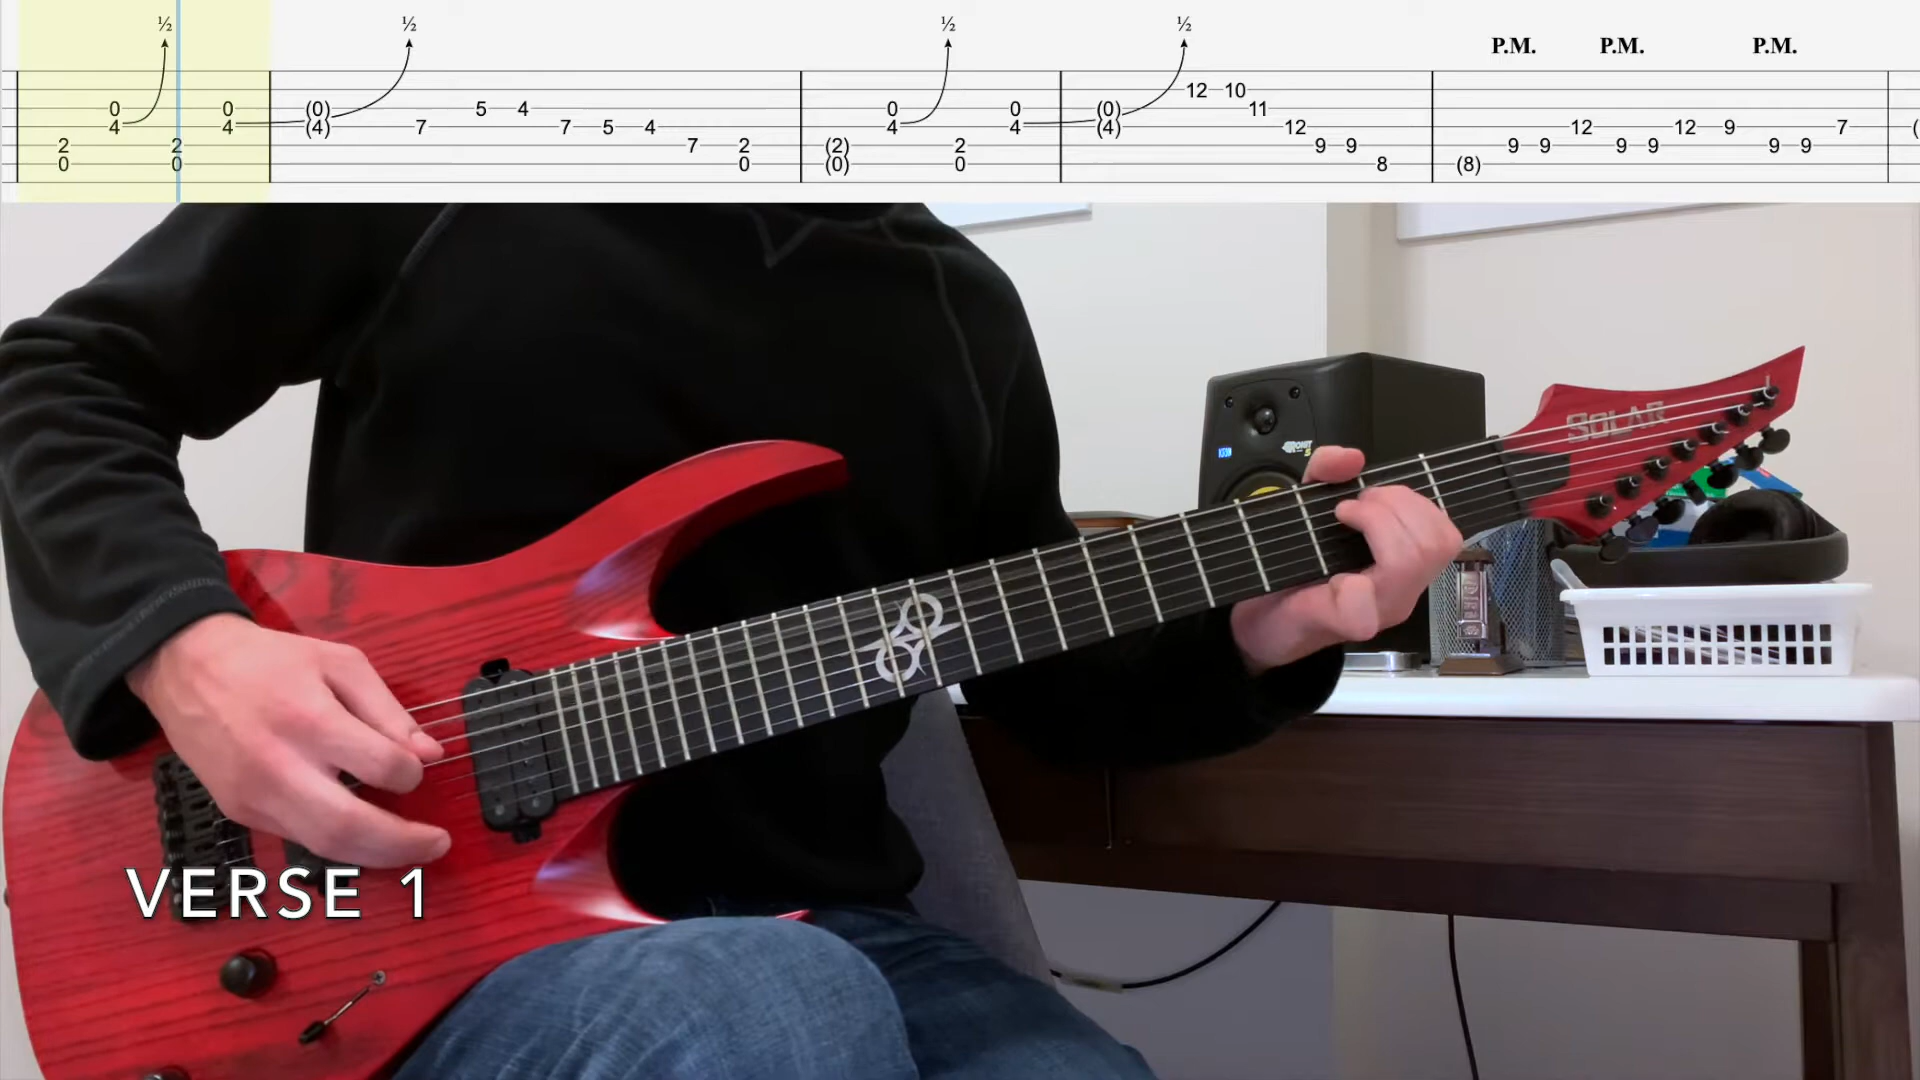 ½ ½ ½ ½
P.M. P.M. P.M.
12 10
0 0 (0) 5 4 0 0 (0) 11
4 4 (4) 7 7 5 4 4 4 (4) 12 12 12 9 7 (
2 2 7 2 (2) 2 9 9 9 9 9 9 9 9
0 0 0 (0) 0 8 (8)
SOLAR
VERSE 1